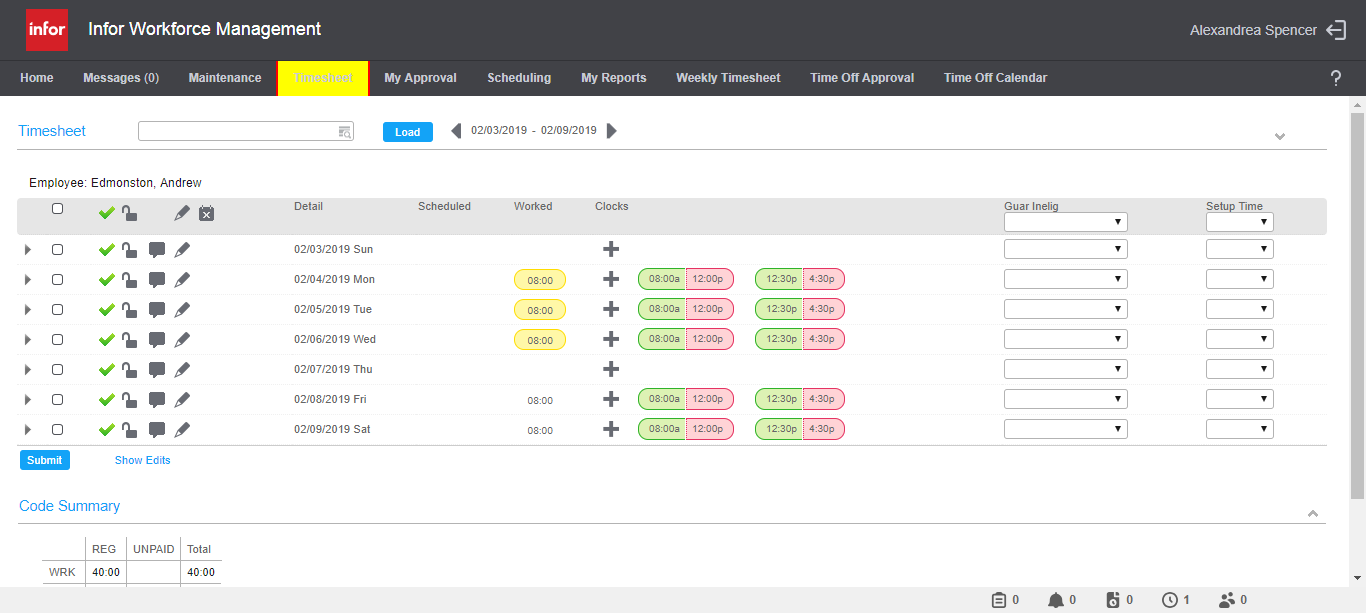 infor Infor Workforce Management Alexandrea Spencer
Home Messages (0) Maintenance Timesheet My Approval Scheduling My Reports Weekly Timesheet Time Off Approval Time Off Calendar ?
Timesheet Load 02/03/2019 - 02/09/2019
Employee: Edmonston, Andrew
Detail Scheduled Worked Clocks Guar Inelig Setup Time
02/03/2019 Sun
02/04/2019 Mon 08:00 08:00a 12:00p 12:30p 4:30p
02/05/2019 Tue 08:00 08:00a 12:00p 12:30p 4:30p
02/06/2019 Wed 08:00 08:00a 12:00p 12:30p 4:30p
02/07/2019 Thu
02/08/2019 Fri 08:00 08:00a 12:00p 12:30p 4:30p
02/09/2019 Sat 08:00 08:00a 12:00p 12:30p 4:30p
Submit Show Edits
Code Summary
REG UNPAID Total
WRK 40:00 40:00
0 0 0 1 0